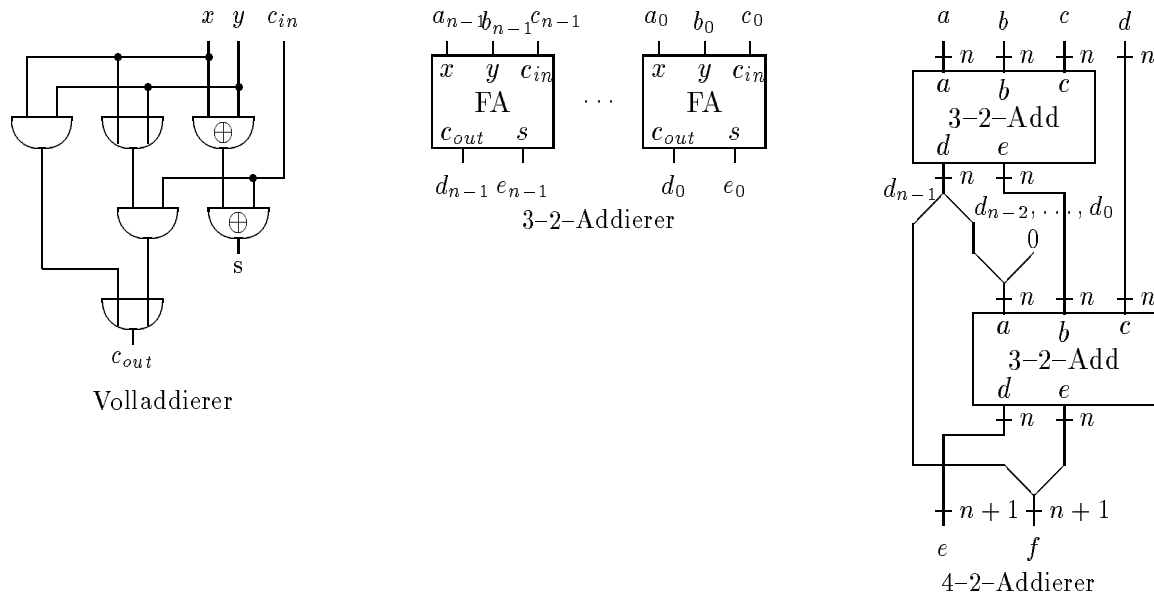 x y c_in
⊕
⊕
s
c_out
Volladdierer
a_{n−1} b_{n−1} c_{n−1}
x y c_in
FA
c_out s
d_{n−1} e_{n−1}
· · ·
a_0 b_0 c_0
x y c_in
FA
c_out s
d_0 e_0
3–2–Addierer
a b c d
n n n n
a b c
3–2–Add
d e
n n
d_{n−1}
d_{n−2}, . . . , d_0
0
n n n
a b c
3–2–Add
d e
n n
n + 1 n + 1
e f
4–2–Addierer